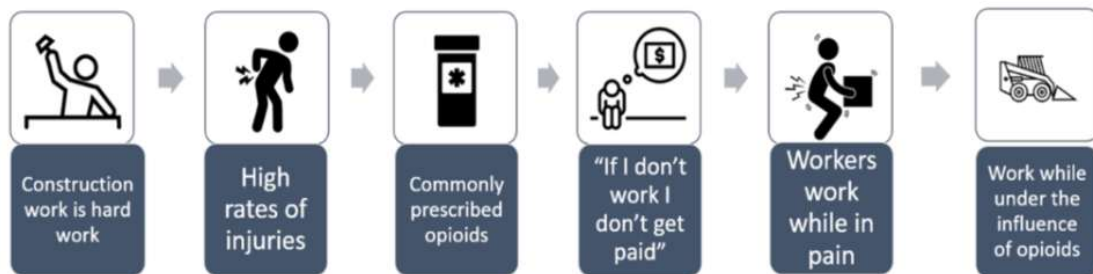 $
Construction
work is hard
work
High
rates of
injuries
Commonly
prescribed
opioids
“If I don’t
work I
don’t get
paid”
Workers
work
while in
pain
Work while
under the
influence
of opioids